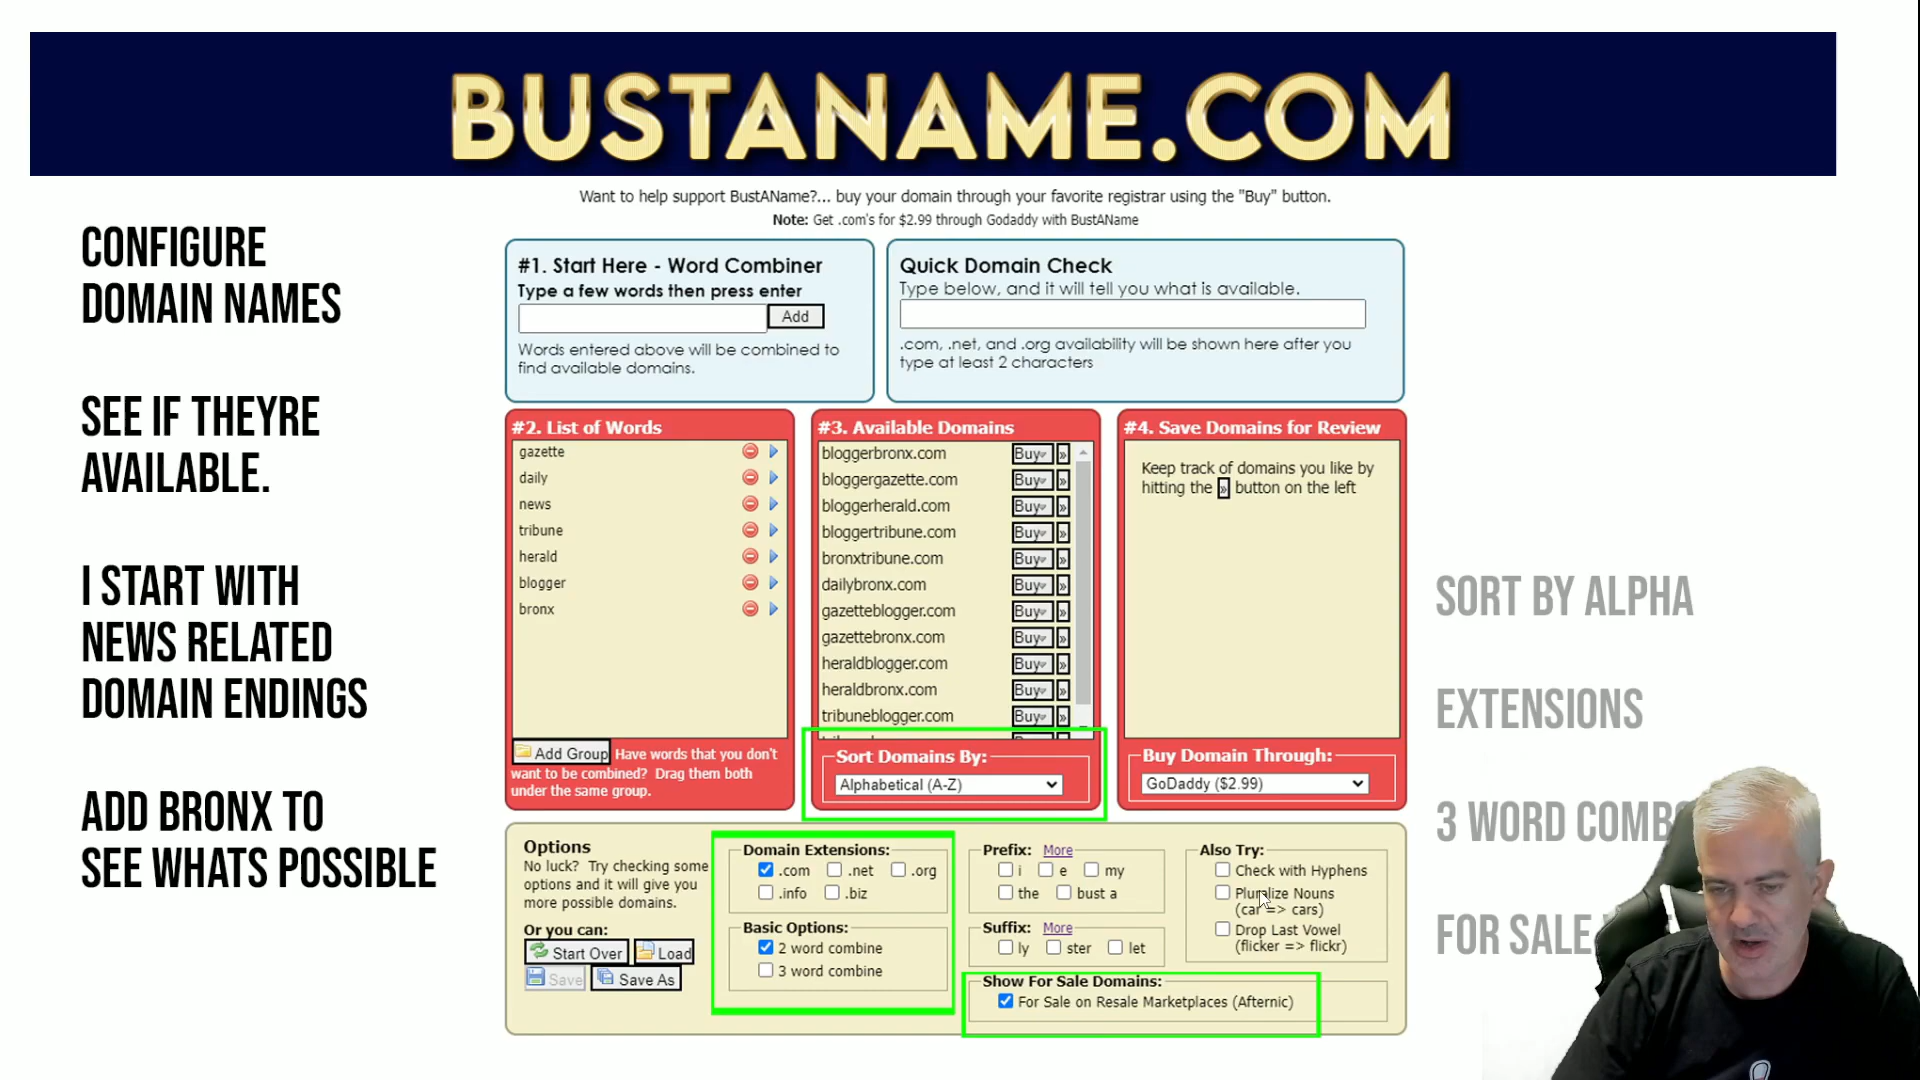 BUSTANAME.COM
Want to help support BustAName?... buy your domain through your favorite registrar using the "Buy" button.
Note: Get .com's for $2.99 through Godaddy with BustAName
CONFIGURE
DOMAIN NAMES
SEE IF THEYRE
AVAILABLE.
I START WITH
NEWS RELATED
DOMAIN ENDINGS
ADD BRONX TO
SEE WHATS POSSIBLE
#1. Start Here - Word Combiner
Type a few words then press enter
Add
Words entered above will be combined to
find available domains.
Quick Domain Check
Type below, and it will tell you what is available.
.com, .net, and .org availability will be shown here after you
type at least 2 characters
#2. List of Words
gazette
daily
news
tribune
herald
blogger
bronx
Add Group Have words that you don't
want to be combined? Drag them both
under the same group.
#3. Available Domains
bloggerbronx.com Buy »
bloggergazette.com Buy »
bloggerherald.com Buy »
bloggertribune.com Buy »
bronxtribune.com Buy »
dailybronx.com Buy »
gazetteblogger.com Buy »
gazettebronx.com Buy »
heraldblogger.com Buy »
heraldbronx.com Buy »
tribuneblogger.com Buy »
Sort Domains By:
Alphabetical (A-Z)
#4. Save Domains for Review
Keep track of domains you like by
hitting the » button on the left
Buy Domain Through:
GoDaddy ($2.99)
Options
No luck? Try checking some
options and it will give you
more possible domains.
Or you can:
Start Over Load
Save Save As
Domain Extensions:
.com .net .org
.info .biz
Basic Options:
2 word combine
3 word combine
Prefix: More
i e my
the bust a
Suffix: More
ly ster let
Also Try:
Check with Hyphens
Pluralize Nouns
(car => cars)
Drop Last Vowel
(flicker => flickr)
Show For Sale Domains:
For Sale on Resale Marketplaces (Afternic)
SORT BY ALPHA
EXTENSIONS
3 WORD COMB
FOR SALE